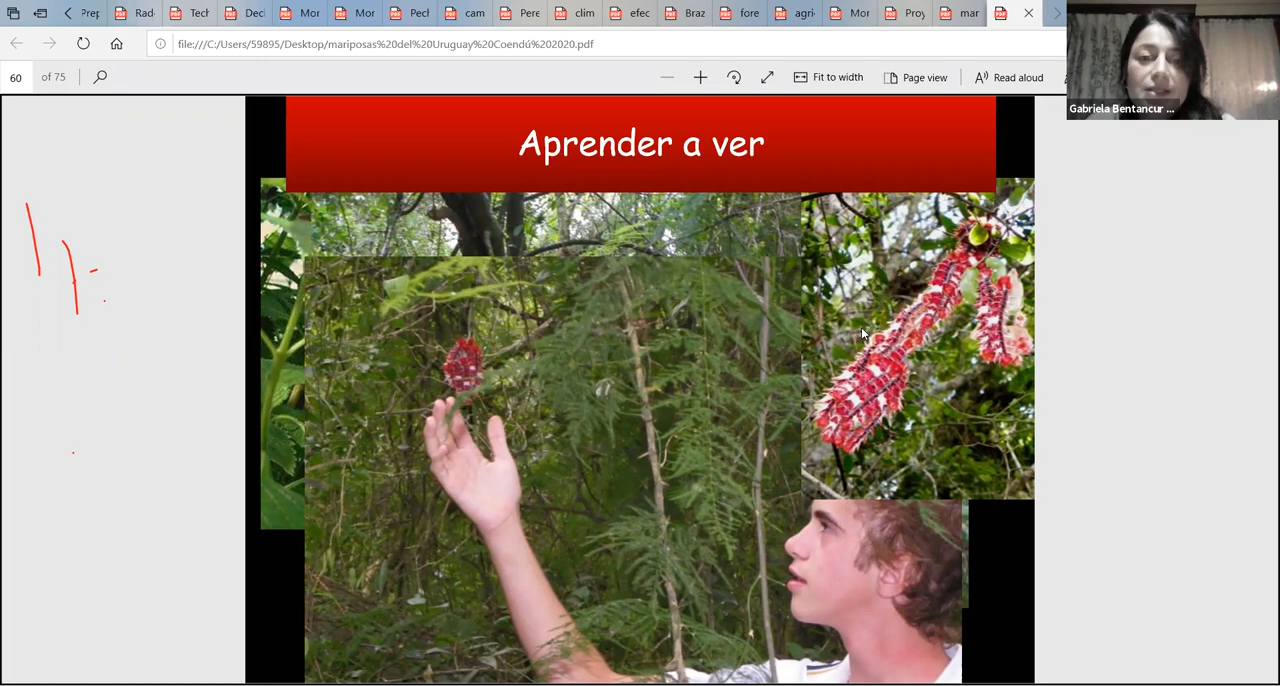 Prep
Rad
Tech
Decl
Mor
Mor
Pecl
cam
Pere
clim
efec
Braz
fore
agri
Mor
Proy
mar
file:///C:/Users/59895/Desktop/mariposas%20del%20Uruguay%20Coendú%202020.pdf
60 of 75
Fit to width
Page view
Read aloud
Gabriela Bentancur ...
Aprender a ver